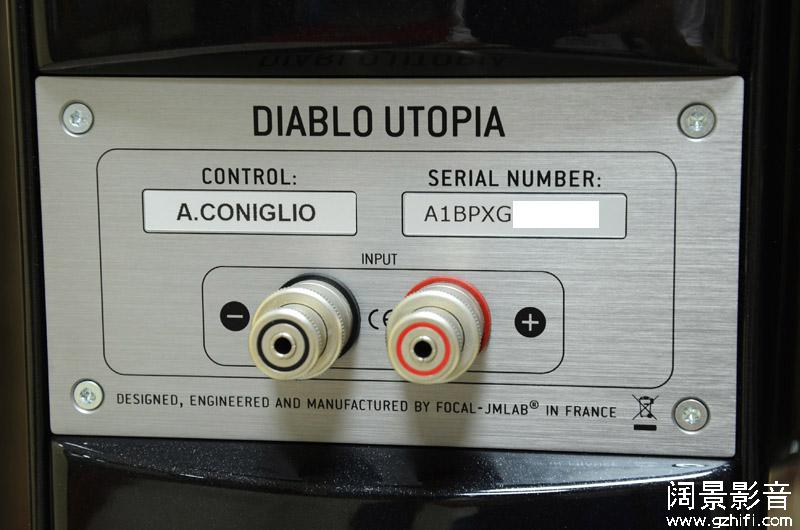 DIABLO UTOPIA
CONTROL: SERIAL NUMBER:
A.CONIGLIO A1BPXG
INPUT
− CE +
DESIGNED, ENGINEERED AND MANUFACTURED BY FOCAL-JMLAB® IN FRANCE
阔景影音
www.gzhifi.com